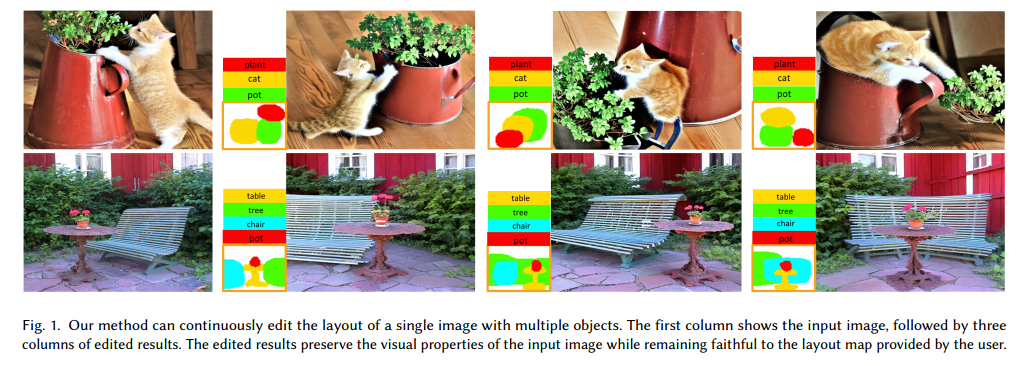 plant
cat
pot
plant
cat
pot
plant
cat
pot
table
tree
chair
pot
table
tree
chair
pot
table
tree
chair
pot
Fig. 1. Our method can continuously edit the layout of a single image with multiple objects. The first column shows the input image, followed by three
columns of edited results. The edited results preserve the visual properties of the input image while remaining faithful to the layout map provided by the user.